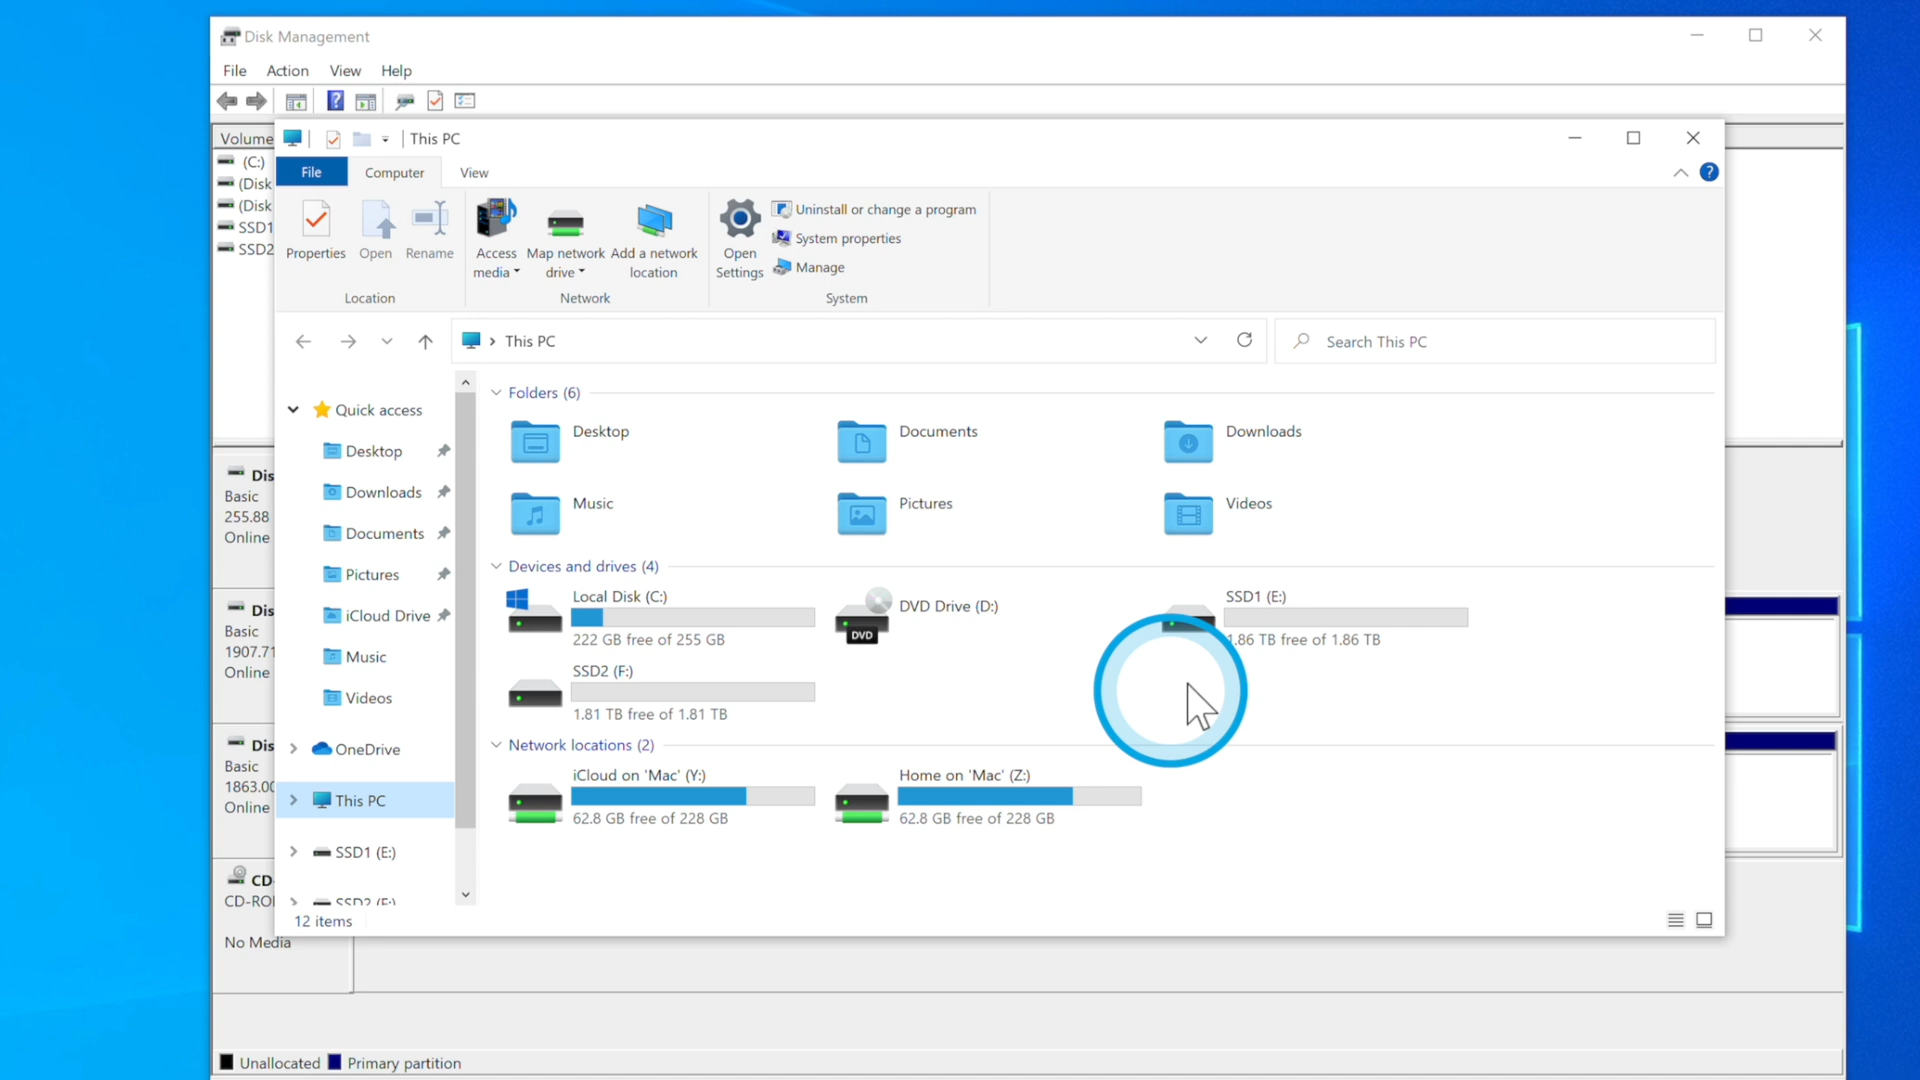 Disk Management
File Action View Help
Volume
(C:)
(Disk
(Disk
SSD1
SSD2
This PC
File Computer View
Properties Open Rename
Access media Map network drive Add a network location
Open Settings
Uninstall or change a program
System properties
Manage
Location Network System
This PC
Search This PC
Quick access
Desktop
Downloads
Documents
Pictures
iCloud Drive
Music
Videos
OneDrive
This PC
SSD1 (E:)
SSD2 (F:)
Folders (6)
Desktop Documents Downloads
Music Pictures Videos
Devices and drives (4)
Local Disk (C:)
222 GB free of 255 GB
DVD Drive (D:)
DVD
SSD1 (E:)
1.86 TB free of 1.86 TB
SSD2 (F:)
1.81 TB free of 1.81 TB
Network locations (2)
iCloud on 'Mac' (Y:)
62.8 GB free of 228 GB
Home on 'Mac' (Z:)
62.8 GB free of 228 GB
12 items
Dis
Basic
255.88
Online
Dis
Basic
1907.71
Online
Dis
Basic
1863.00
Online
CD-
CD-RO
No Media
Unallocated Primary partition